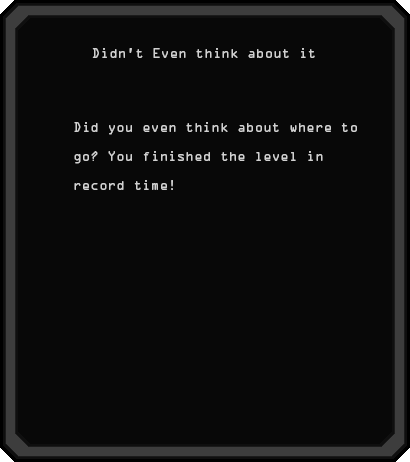 Didn't Even think about it
Did you even think about where to
go? You finished the level in
record time!